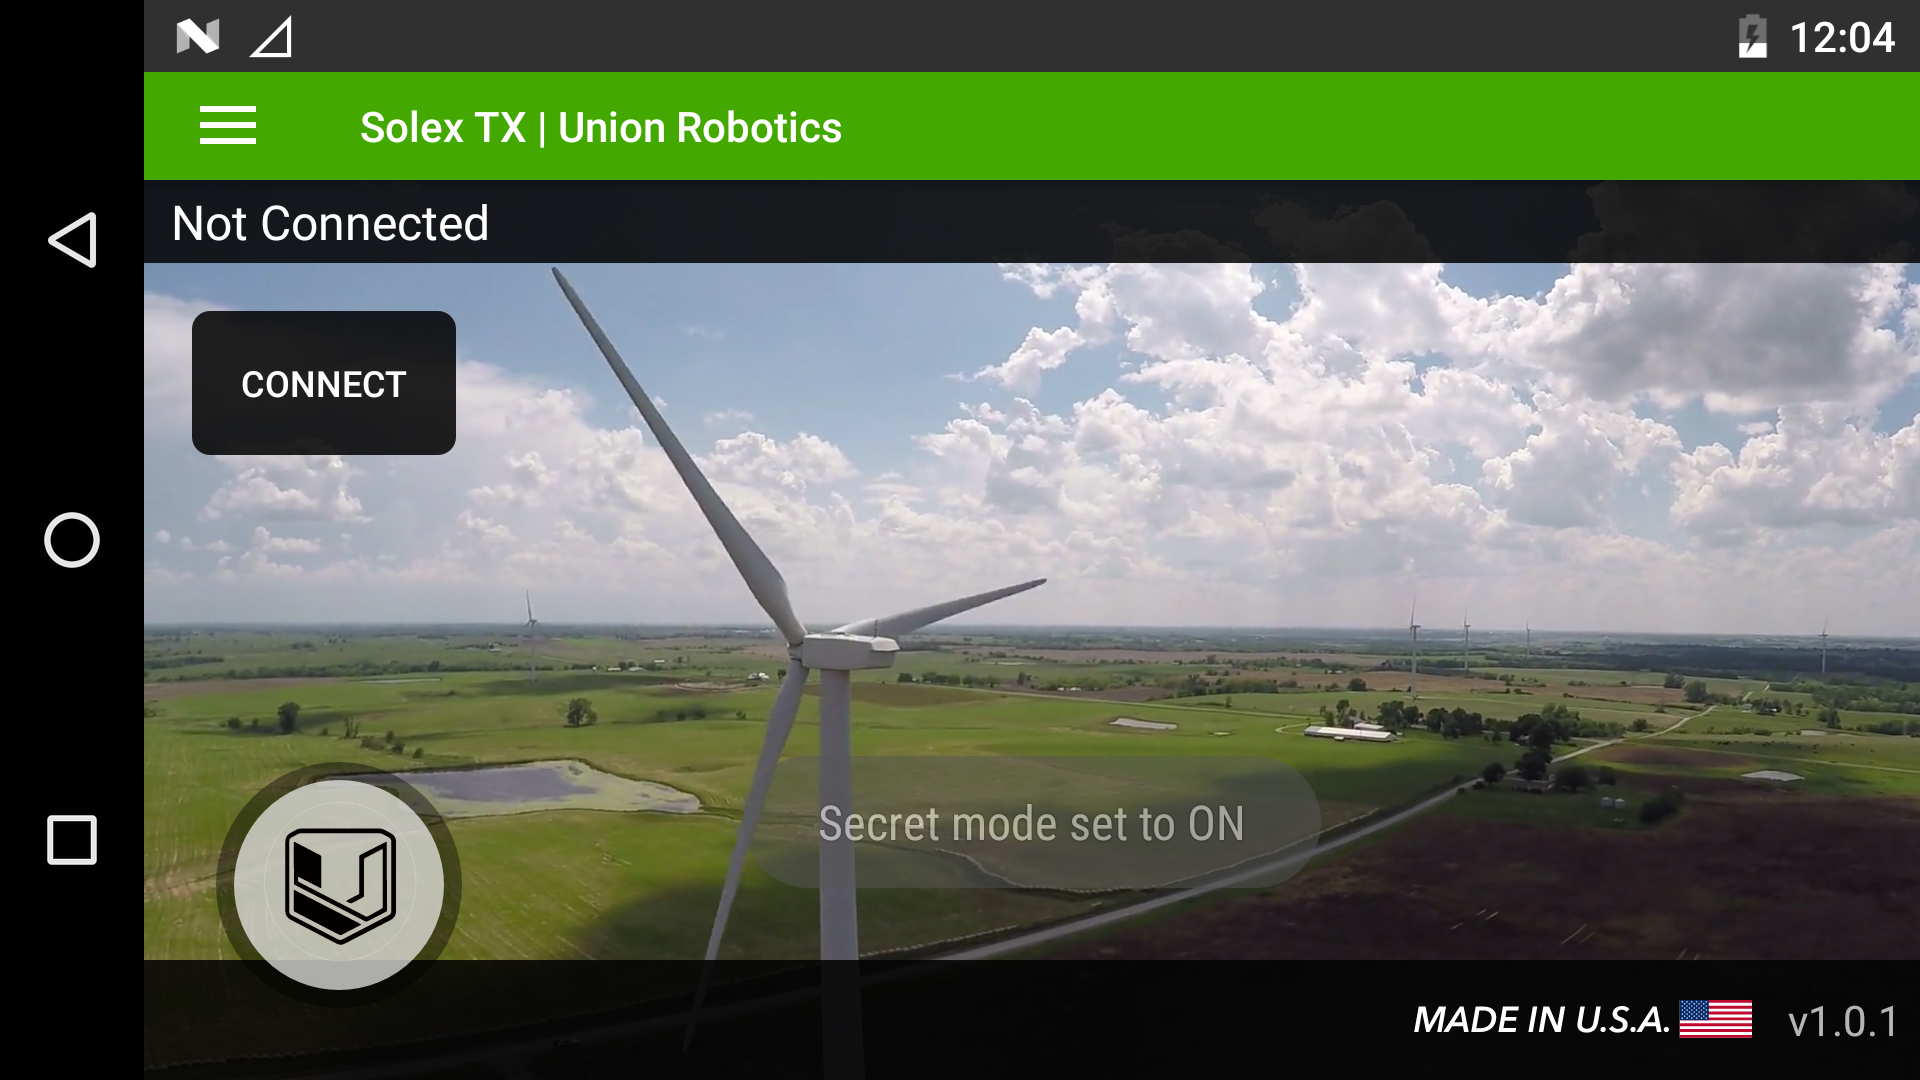 12:04
Solex TX | Union Robotics
Not Connected
CONNECT
Secret mode set to ON
MADE IN U.S.A.
v1.0.1